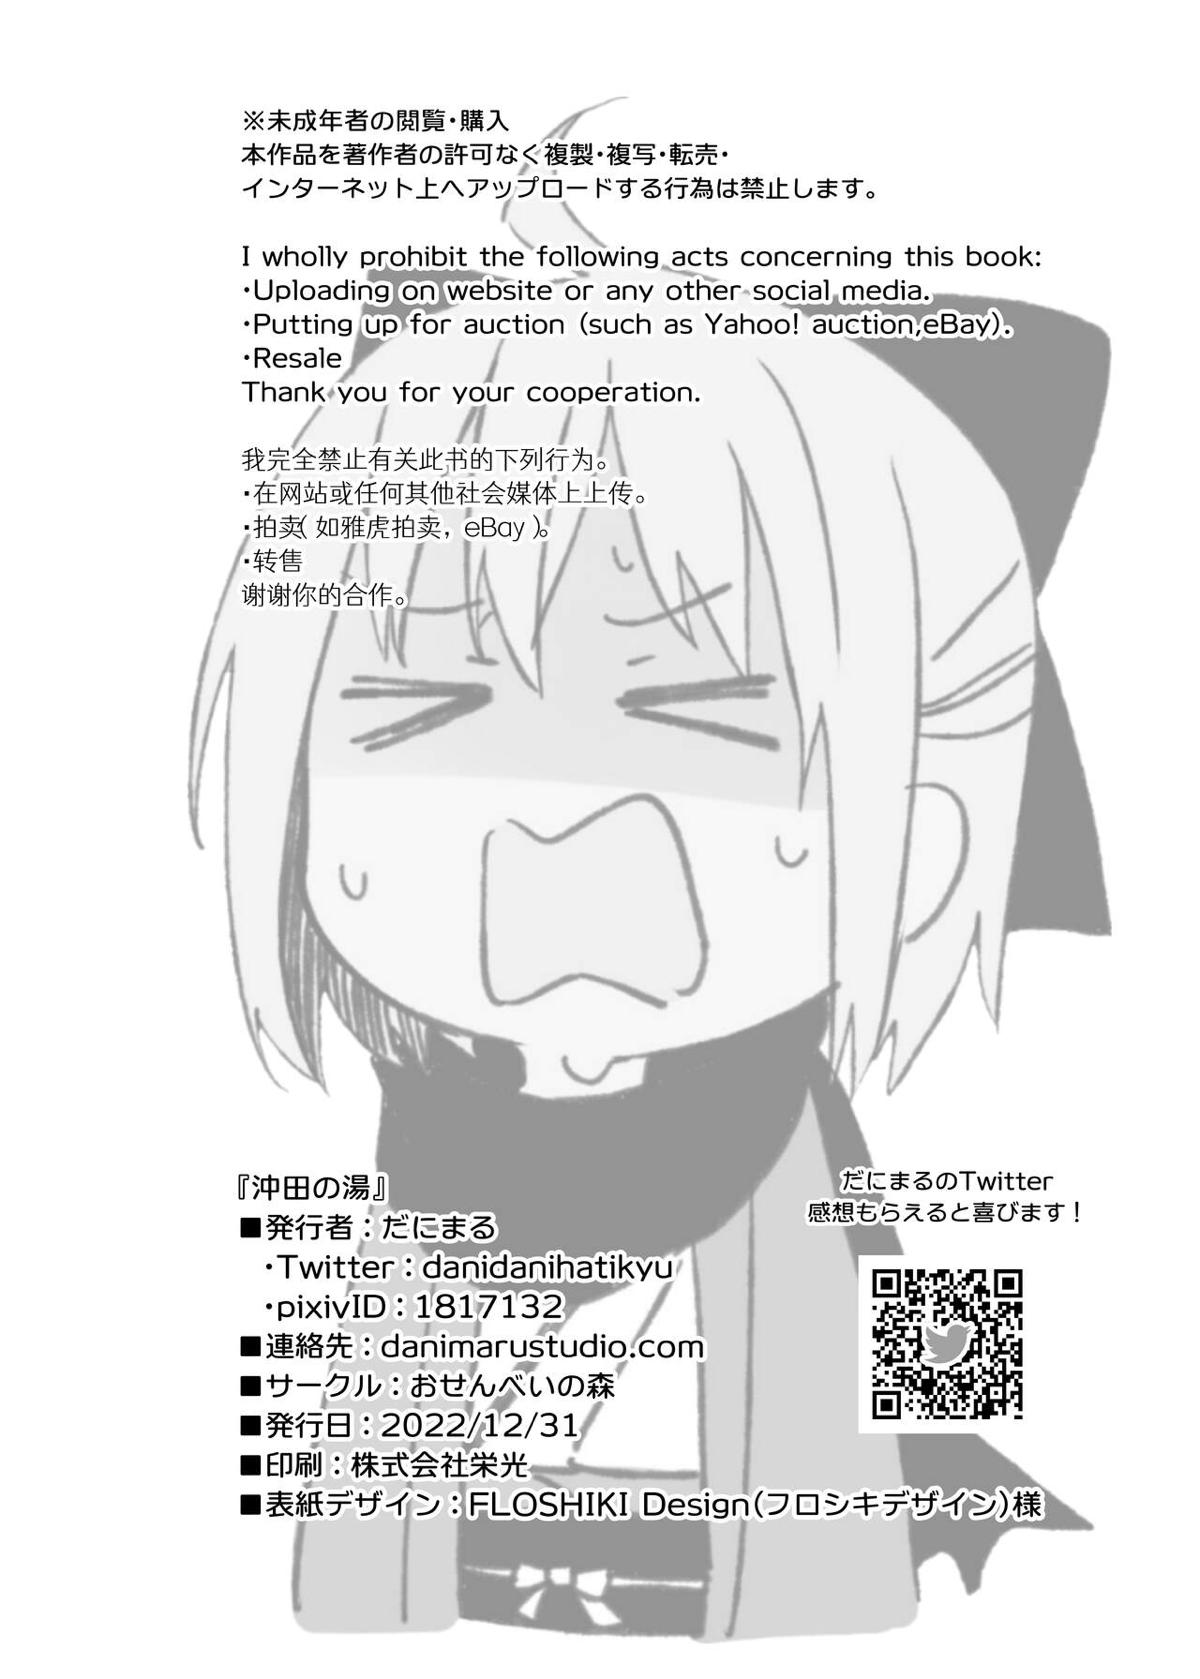 ※未成年者の閲覧･購入
本作品を著作者の許可なく複製･複写･転売･
インターネット上へアップロードする行為は禁止します。
I wholly prohibit the following acts concerning this book:
･Uploading on website or any other social media.
･Putting up for auction (such as Yahoo! auction,eBay).
･Resale
Thank you for your cooperation.
我完全禁止有关此书的下列行为。
･在网站或任何其他社会媒体上上传。
･拍卖( 如雅虎拍卖，eBay )。
･转售
谢谢你的合作。
『沖田の湯』
■発行者：だにまる
･Twitter：danidanihatikyu
･pixivID：1817132
■連絡先：danimarustudio.com
■サークル：おせんべいの森
■発行日：2022/12/31
■印刷：株式会社栄光
■表紙デザイン：FLOSHIKI Design(フロシキデザイン)様
だにまるのTwitter
感想もらえると喜びます！